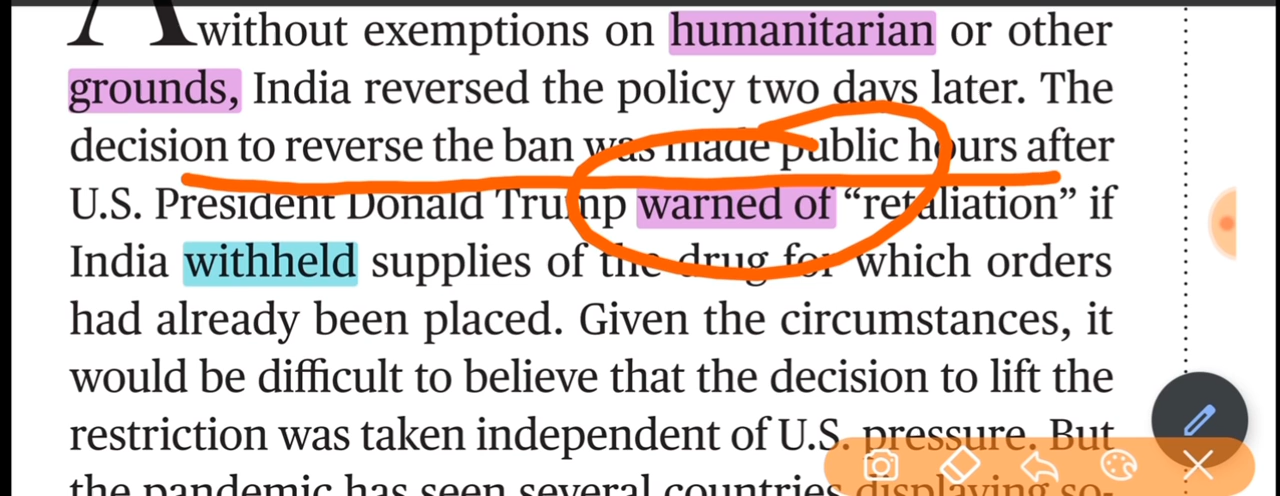 A without exemptions on humanitarian or other
grounds, India reversed the policy two days later. The
decision to reverse the ban was made public hours after
U.S. President Donald Trump warned of “retaliation” if
India withheld supplies of the drug for which orders
had already been placed. Given the circumstances, it
would be difficult to believe that the decision to lift the
restriction was taken independent of U.S. pressure. But
the pandemic has seen several countries displaying so-